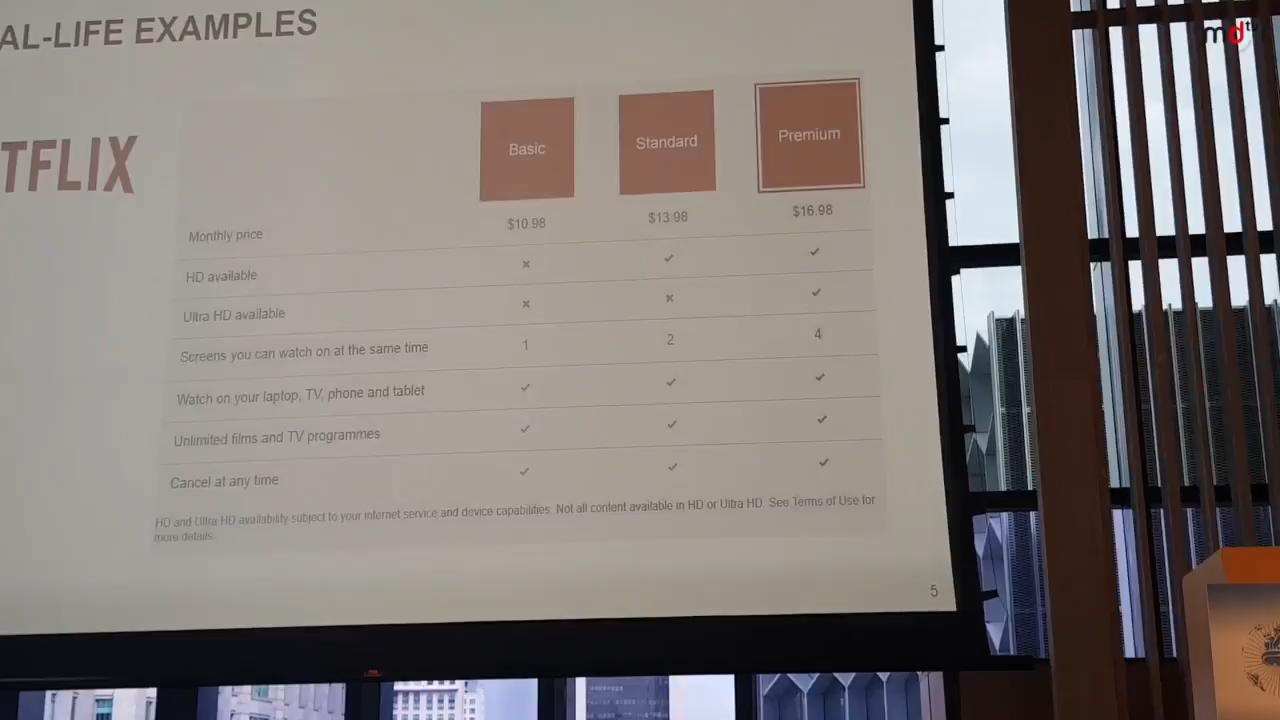 AL-LIFE EXAMPLES
mdtv
TFLIX
Basic Standard Premium
Monthly price $10.98 $13.98 $16.98
HD available × ✓ ✓
Ultra HD available × × ✓
Screens you can watch on at the same time 1 2 4
Watch on your laptop, TV, phone and tablet ✓ ✓ ✓
Unlimited films and TV programmes ✓ ✓ ✓
Cancel at any time ✓ ✓ ✓
HD and Ultra HD availability subject to your internet service and device capabilities. Not all content available in HD or Ultra HD. See Terms of Use for
more details.
5